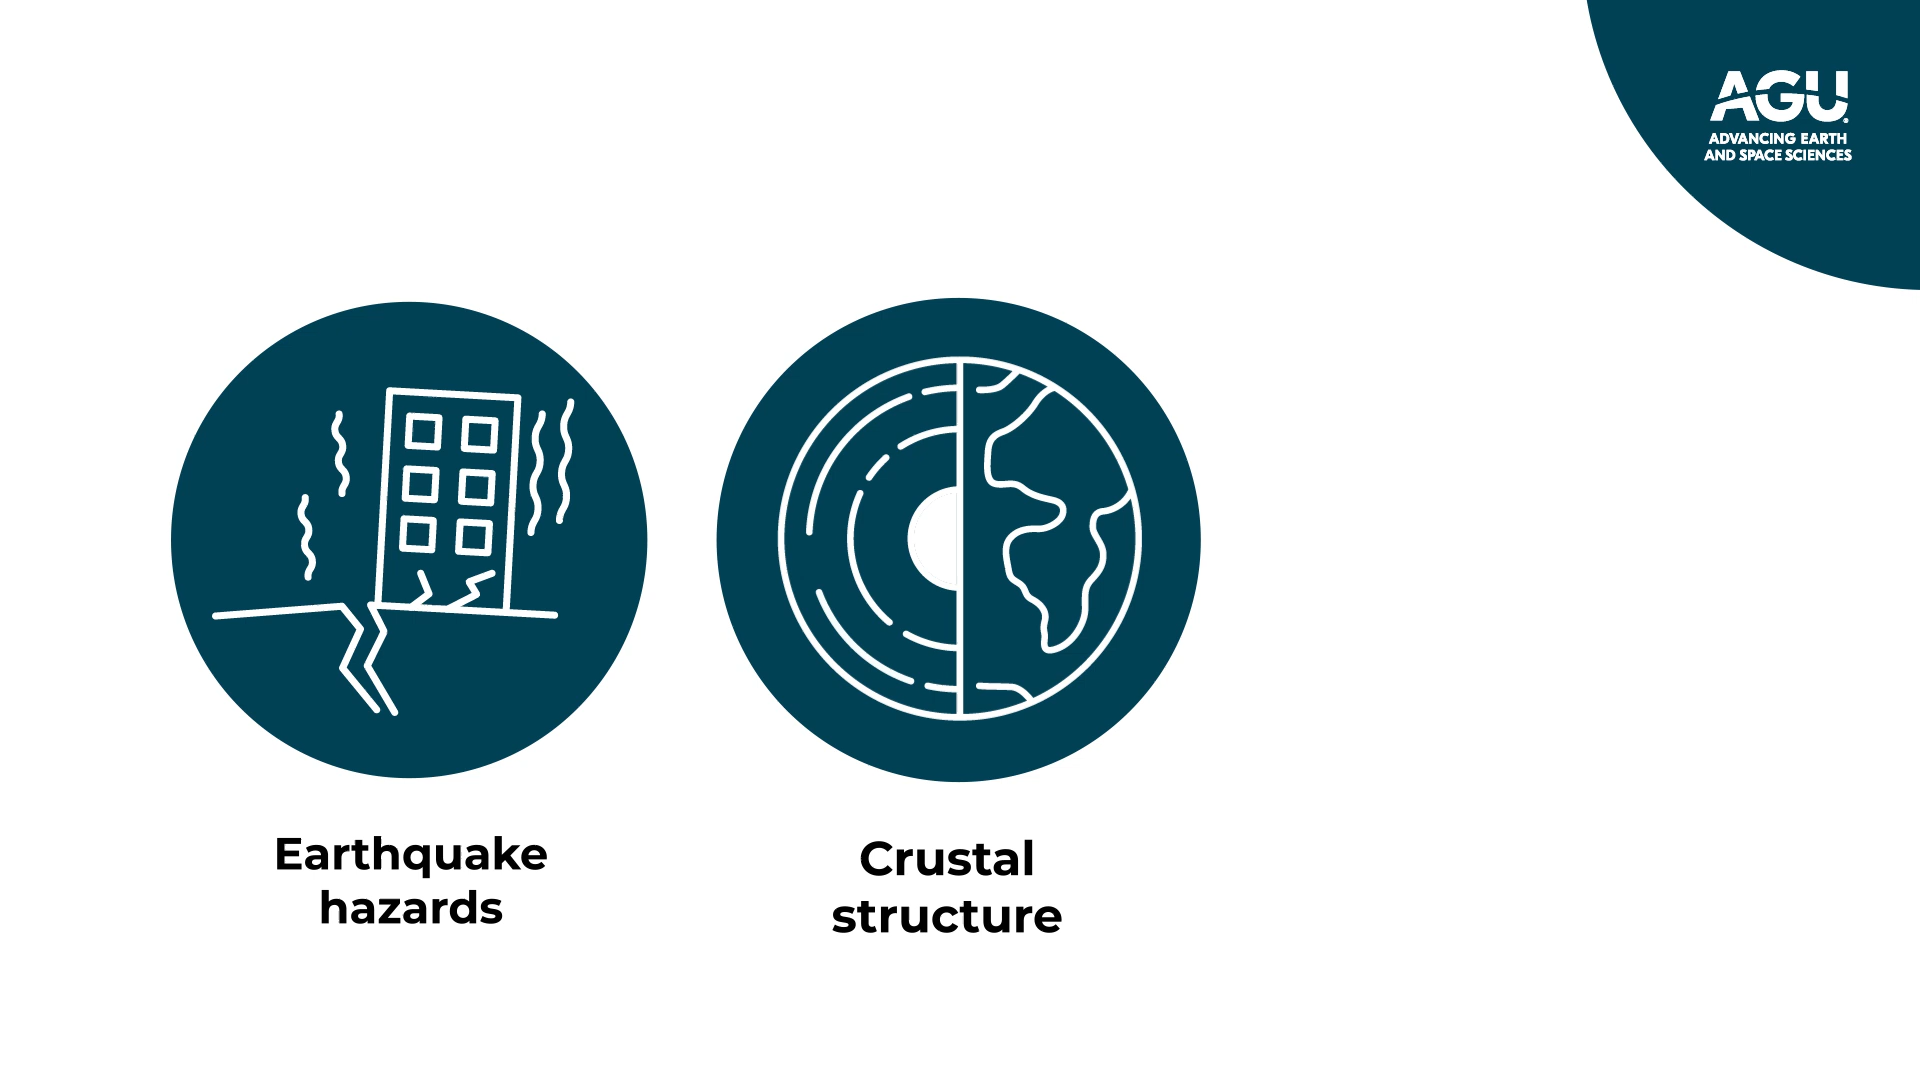 AGU
ADVANCING EARTH
AND SPACE SCIENCES
Earthquake
hazards
Crustal
structure